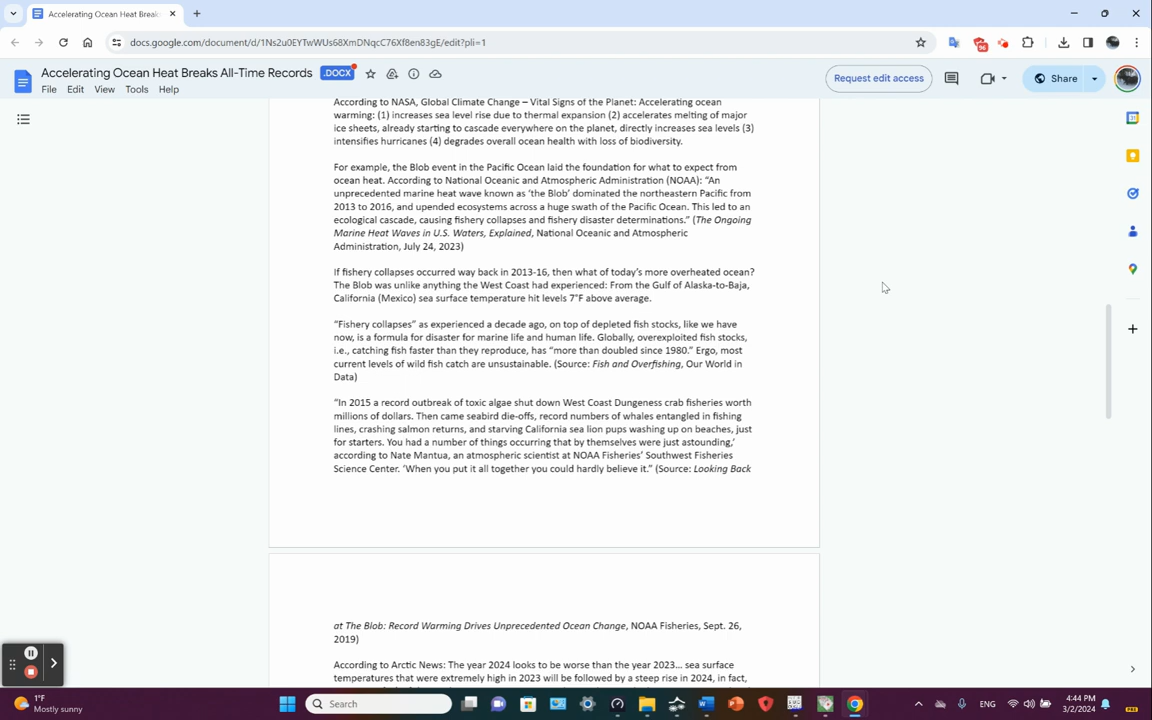 Accelerating Ocean Heat Break
docs.google.com/document/d/1Ns2u0EYTwWUs68XmDNqcC76Xf8en83gE/edit?pli=1
96
Accelerating Ocean Heat Breaks All-Time Records .DOCX
File Edit View Tools Help
Request edit access
Share
According to NASA, Global Climate Change – Vital Signs of the Planet: Accelerating ocean
warming: (1) increases sea level rise due to thermal expansion (2) accelerates melting of major
ice sheets, already starting to cascade everywhere on the planet, directly increases sea levels (3)
intensifies hurricanes (4) degrades overall ocean health with loss of biodiversity.
For example, the Blob event in the Pacific Ocean laid the foundation for what to expect from
ocean heat. According to National Oceanic and Atmospheric Administration (NOAA): “An
unprecedented marine heat wave known as ‘the Blob’ dominated the northeastern Pacific from
2013 to 2016, and upended ecosystems across a huge swath of the Pacific Ocean. This led to an
ecological cascade, causing fishery collapses and fishery disaster determinations.” (The Ongoing
Marine Heat Waves in U.S. Waters, Explained, National Oceanic and Atmospheric
Administration, July 24, 2023)
If fishery collapses occurred way back in 2013-16, then what of today’s more overheated ocean?
The Blob was unlike anything the West Coast had experienced: From the Gulf of Alaska-to-Baja,
California (Mexico) sea surface temperature hit levels 7°F above average.
“Fishery collapses” as experienced a decade ago, on top of depleted fish stocks, like we have
now, is a formula for disaster for marine life and human life. Globally, overexploited fish stocks,
i.e., catching fish faster than they reproduce, has “more than doubled since 1980.” Ergo, most
current levels of wild fish catch are unsustainable. (Source: Fish and Overfishing, Our World in
Data)
“In 2015 a record outbreak of toxic algae shut down West Coast Dungeness crab fisheries worth
millions of dollars. Then came seabird die-offs, record numbers of whales entangled in fishing
lines, crashing salmon returns, and starving California sea lion pups washing up on beaches, just
for starters. You had a number of things occurring that by themselves were just astounding,’
according to Nate Mantua, an atmospheric scientist at NOAA Fisheries’ Southwest Fisheries
Science Center. ‘When you put it all together you could hardly believe it.” (Source: Looking Back
at The Blob: Record Warming Drives Unprecedented Ocean Change, NOAA Fisheries, Sept. 26,
2019)
According to Arctic News: The year 2024 looks to be worse than the year 2023… sea surface
temperatures that were extremely high in 2023 will be followed by a steep rise in 2024, in fact,
1°F
Mostly sunny
Search
ENG
4:44 PM
3/2/2024